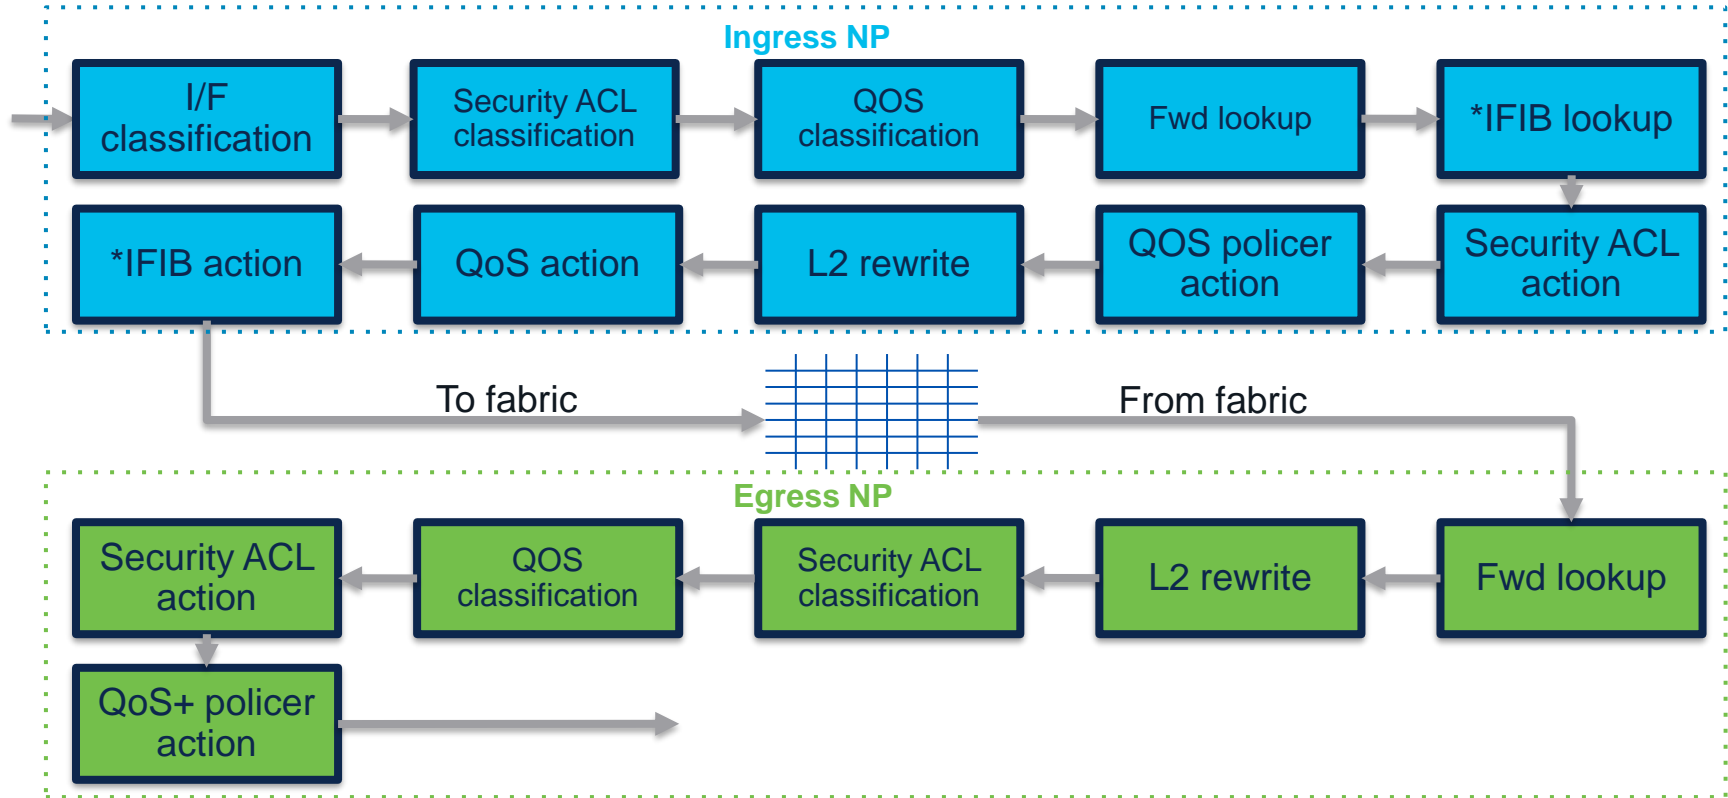 Ingress NP
I/F
classification
Security ACL
classification
QOS
classification
Fwd lookup
*IFIB lookup
*IFIB action
QoS action
L2 rewrite
QOS policer
action
Security ACL
action
To fabric
From fabric
Egress NP
Security ACL
action
QOS
classification
Security ACL
classification
L2 rewrite
Fwd lookup
QoS+ policer
action